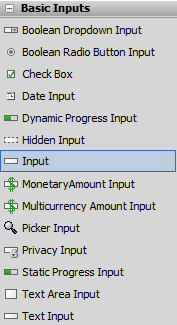 Basic Inputs
Boolean Dropdown Input
Boolean Radio Button Input
Check Box
Date Input
Dynamic Progress Input
Hidden Input
Input
MonetaryAmount Input
Multicurrency Amount Input
Picker Input
Privacy Input
Static Progress Input
Text Area Input
Text Input